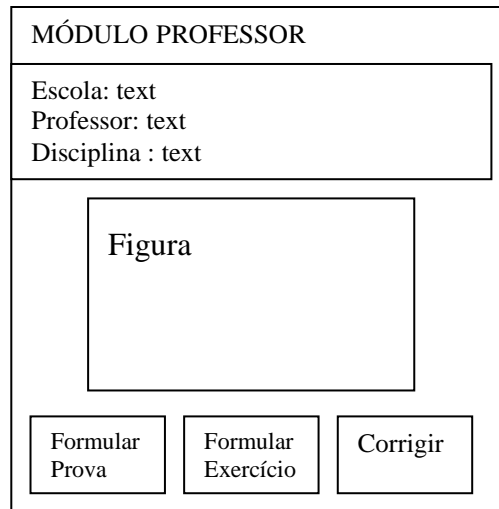 MÓDULO PROFESSOR
Escola: text
Professor: text
Disciplina : text
Figura
Formular
Prova
Formular
Exercício
Corrigir